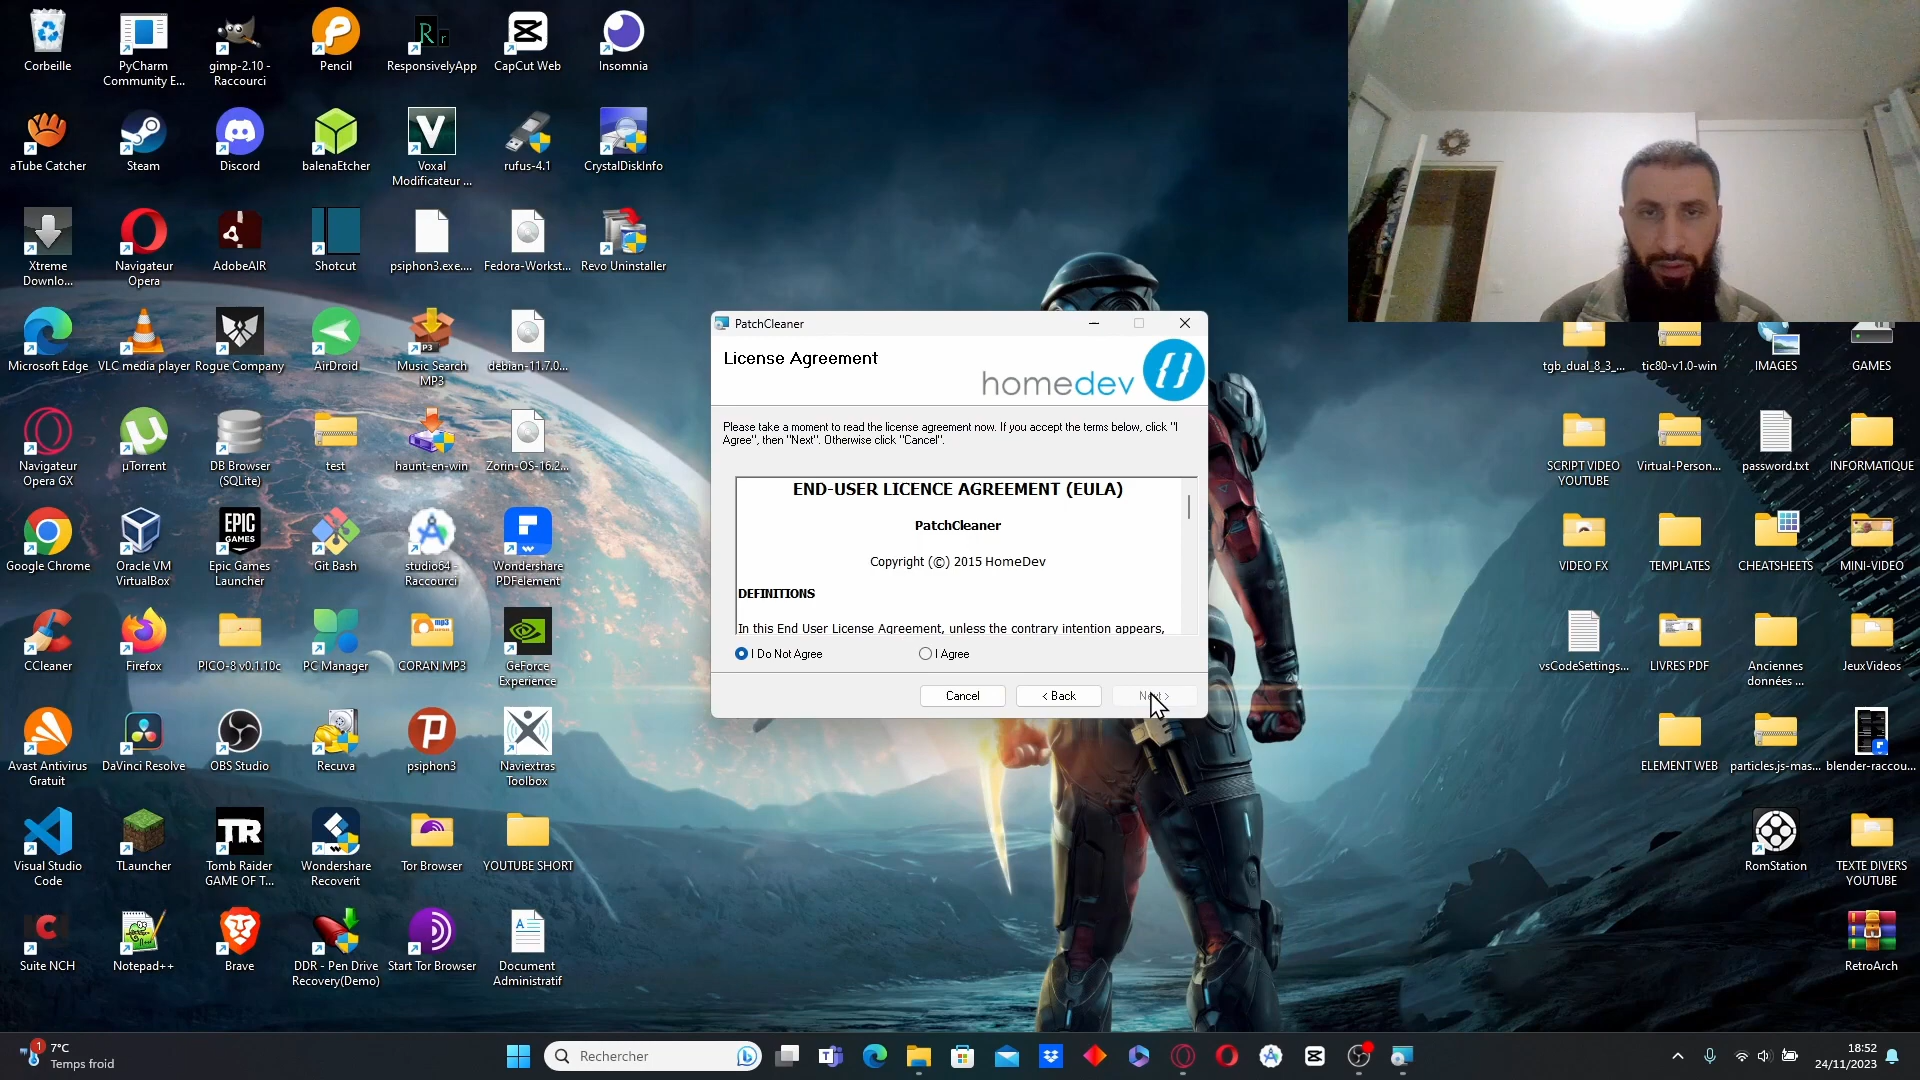 Corbeille
PyCharm
Community E...
gimp-2.10 -
Raccourci
Pencil
ResponsivelyApp
CapCut Web
Insomnia
aTube Catcher
Steam
Discord
balenaEtcher
Voxal
Modificateur ...
rufus-4.1
CrystalDiskInfo
Xtreme
Downlo...
Navigateur
Opera
AdobeAIR
Shotcut
psiphon3.exe....
Fedora-Workst...
Revo Uninstaller
Microsoft Edge
VLC media player
Rogue Company
AirDroid
Music Search
MP3
debian-11.7.0...
Navigateur
Opera GX
µTorrent
DB Browser
(SQLite)
test
haunt-en-win
Zorin-OS-16.2...
Google Chrome
Oracle VM
VirtualBox
EPIC
GAMES
Epic Games
Launcher
Git Bash
studio64 -
Raccourci
Wondershare
PDFelement
CCleaner
Firefox
PICO-8 v0.1.10c
PC Manager
CORAN MP3
GeForce
Experience
Avast Antivirus
Gratuit
DaVinci Resolve
OBS Studio
Recuva
psiphon3
Naviextras
Toolbox
Visual Studio
Code
TLauncher
TR
Tomb Raider
GAME OF T...
Wondershare
Recoverit
Tor Browser
YOUTUBE SHORT
Suite NCH
Notepad++
Brave
DDR - Pen Drive
Recovery(Demo)
Start Tor Browser
Document
Administratif
PatchCleaner
License Agreement
homedev
Please take a moment to read the license agreement now. If you accept the terms below, click "I
Agree", then "Next". Otherwise click "Cancel".
END-USER LICENCE AGREEMENT (EULA)
PatchCleaner
Copyright (©) 2015 HomeDev
DEFINITIONS
In this End User License Agreement, unless the contrary intention appears,
I Do Not Agree
I Agree
Cancel
< Back
tgb_dual_8_3_...
tic80-v1.0-win
IMAGES
GAMES
SCRIPT VIDEO
YOUTUBE
Virtual-Person...
password.txt
INFORMATIQUE
VIDEO FX
TEMPLATES
CHEATSHEETS
MINI-VIDEO
vsCodeSettings...
LIVRES PDF
Anciennes
données ...
JeuxVideos
ELEMENT WEB
particles.js-mas...
blender-raccou...
RomStation
TEXTE DIVERS
YOUTUBE
RetroArch
1
7°C
Temps froid
Rechercher
18:52
24/11/2023